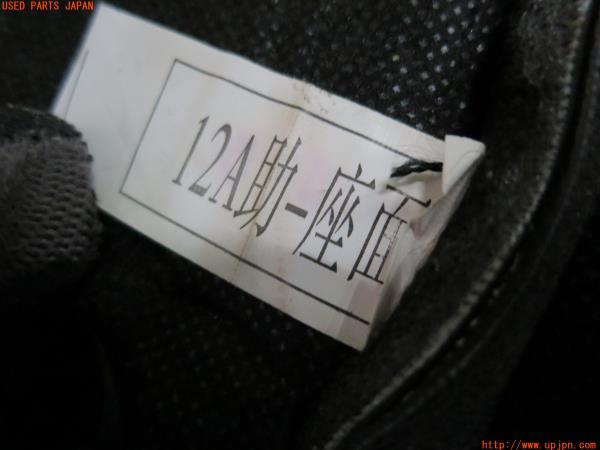 USED PARTS JAPAN
12A助-座面
http://www.upjpn.com